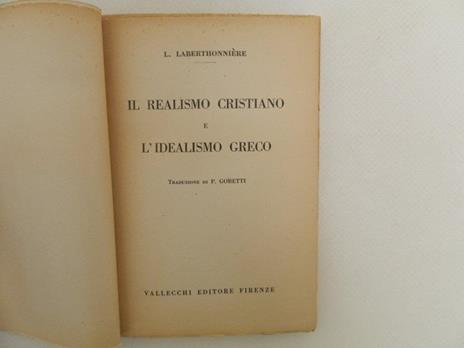 L. LABERTHONNIÈRE
IL REALISMO CRISTIANO
E
L'IDEALISMO GRECO
TRADUZIONE DI P. GOBETTI
VALLECCHI EDITORE FIRENZE